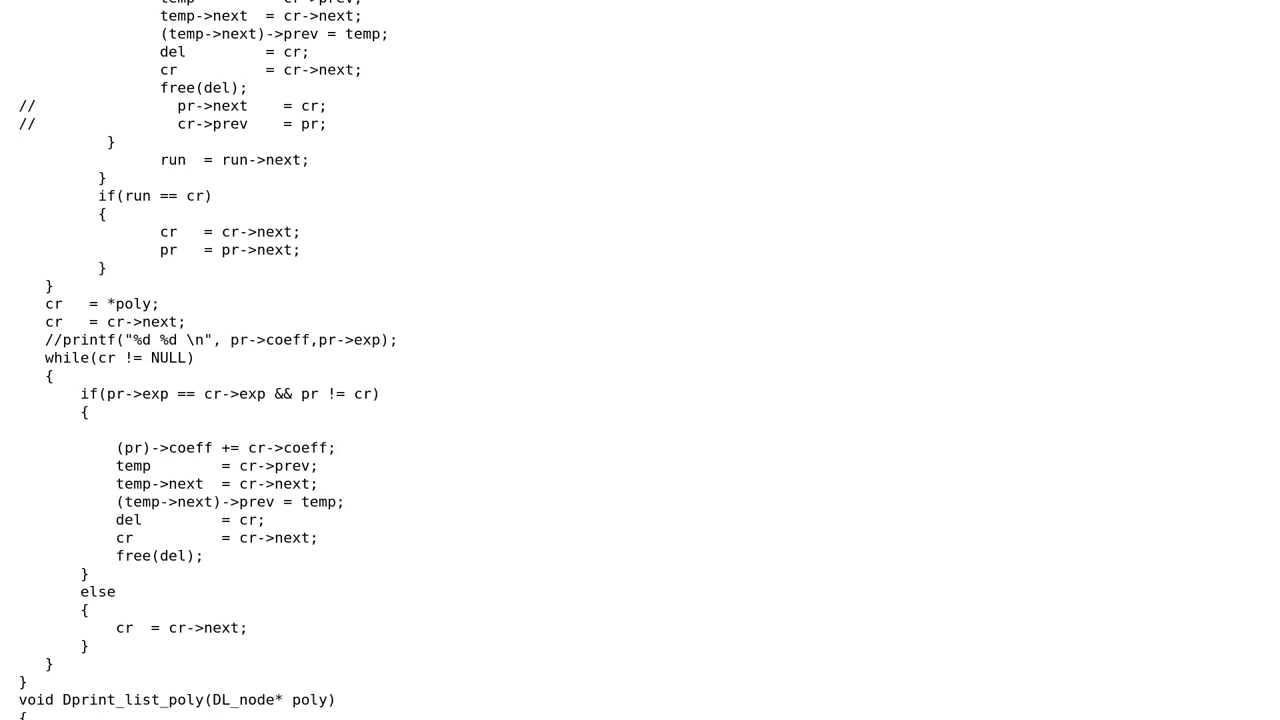 temp          = cr->prev;
temp->next  = cr->next;
(temp->next)->prev = temp;
del         = cr;
cr          = cr->next;
free(del);
//                pr->next    = cr;
//                cr->prev    = pr;
}
run  = run->next;
}
if(run == cr)
{
cr   = cr->next;
pr   = pr->next;
}
}
cr   = *poly;
cr   = cr->next;
//printf("%d %d \n", pr->coeff,pr->exp);
while(cr != NULL)
{
if(pr->exp == cr->exp && pr != cr)
{
(pr)->coeff += cr->coeff;
temp        = cr->prev;
temp->next  = cr->next;
(temp->next)->prev = temp;
del         = cr;
cr          = cr->next;
free(del);
}
else
{
cr  = cr->next;
}
}
}
void Dprint_list_poly(DL_node* poly)
{